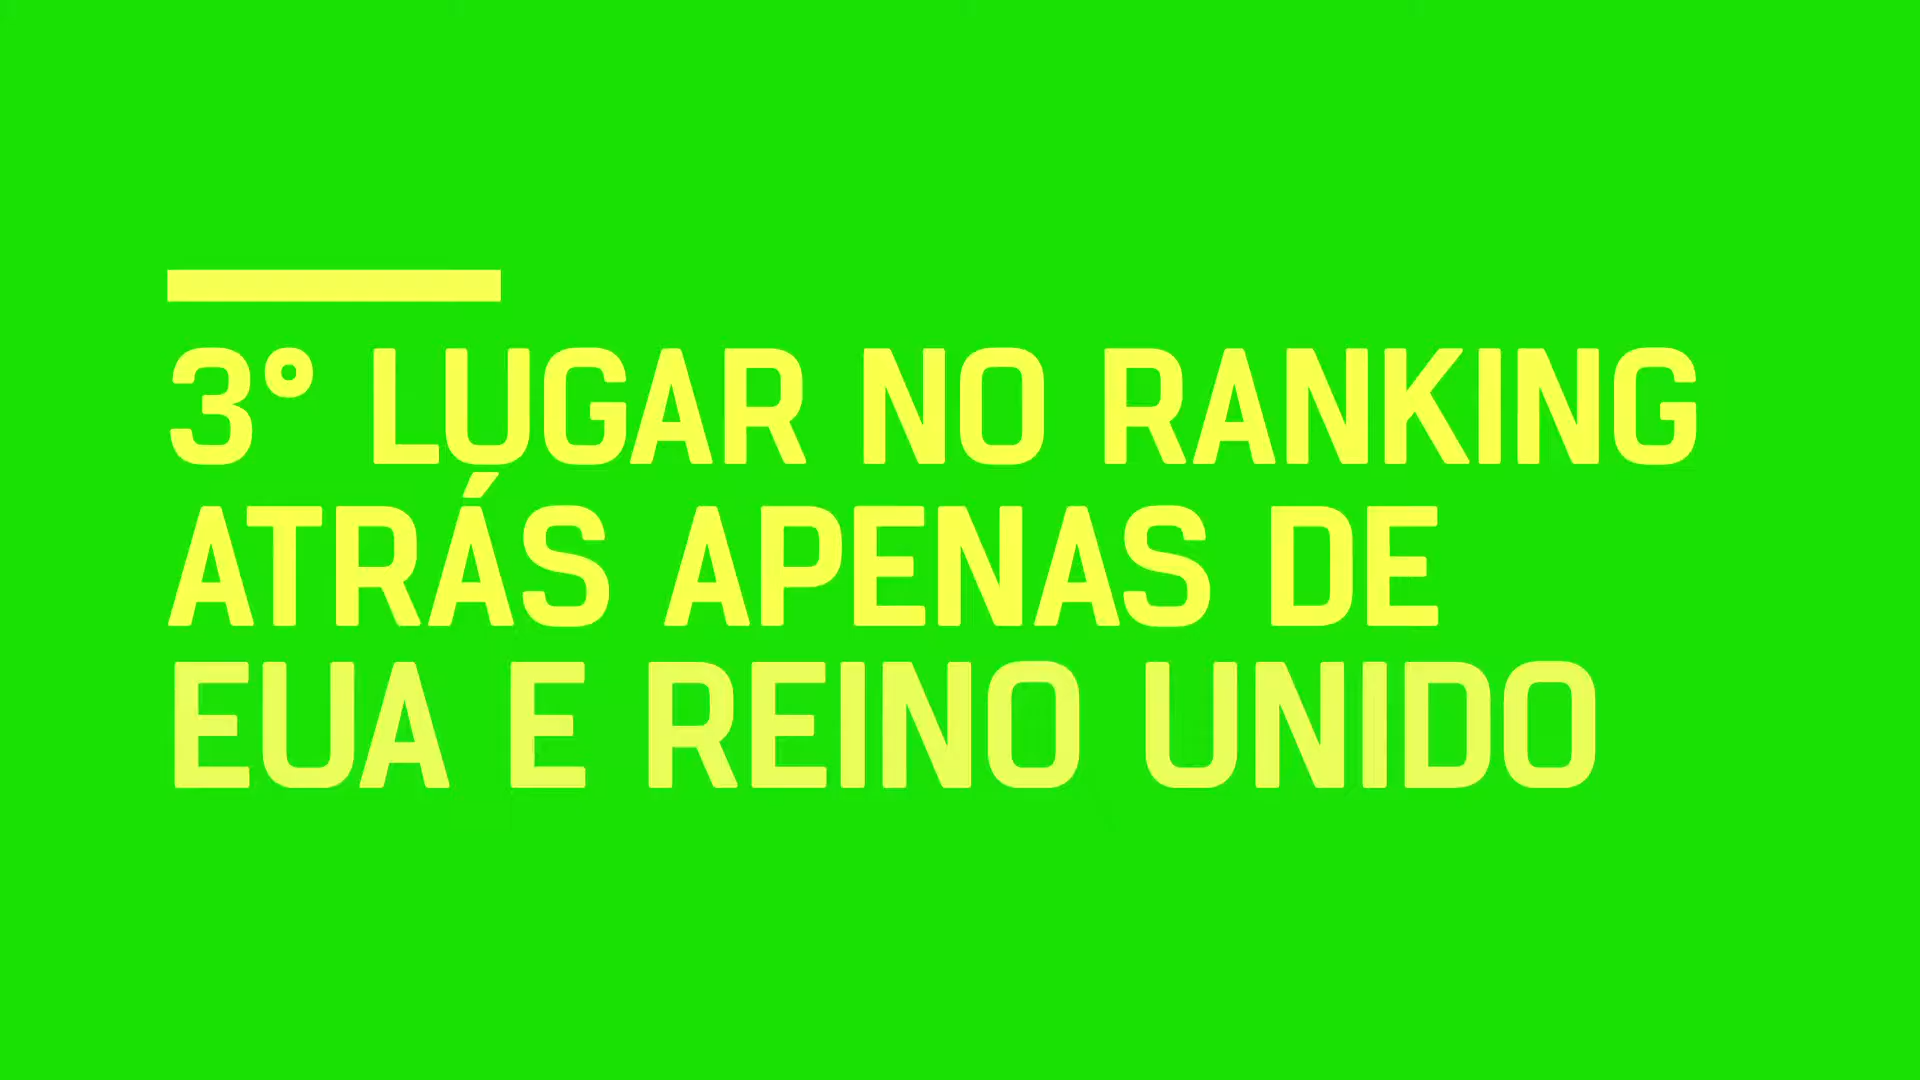 3° LUGAR NO RANKING
ATRÁS APENAS DE
EUA E REINO UNIDO